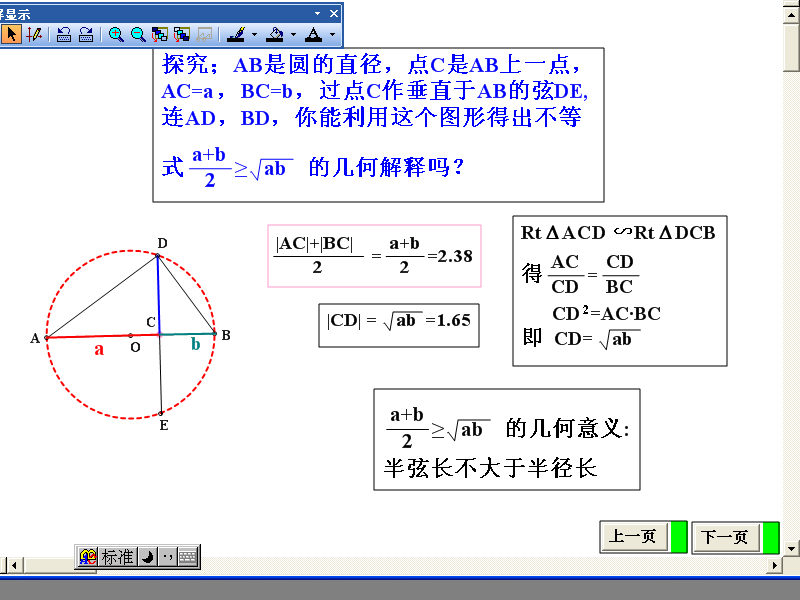 显示
探究；AB是圆的直径，点C是AB上一点，
AC=a，BC=b，过点C作垂直于AB的弦DE,
连AD，BD，你能利用这个图形得出不等
式 a+b/2 ≥ √ab 的几何解释吗？
|AC|+|BC|/2 = a+b/2 =2.38
|CD| = √ab =1.65
Rt Δ ACD ∽Rt Δ DCB
得 AC/CD = CD/BC
CD²=AC·BC
即 CD= √ab
D
A
C
B
a
O
b
E
a+b/2 ≥ √ab 的几何意义:
半弦长不大于半径长
上一页
下一页
标准